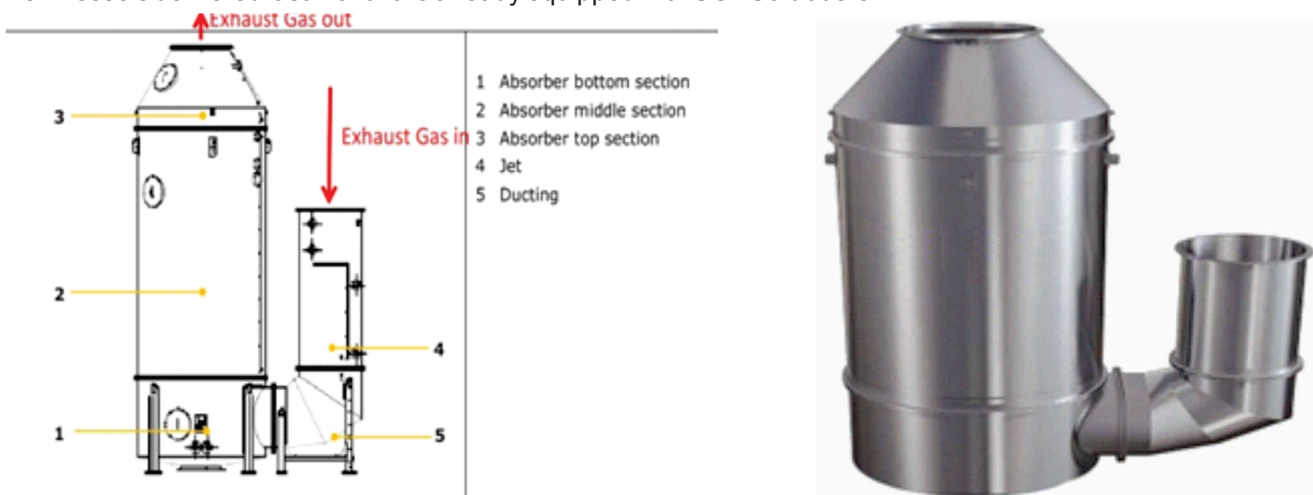 Exhaust Gas out
Exhaust Gas in
1 Absorber bottom section
2 Absorber middle section
3 Absorber top section
4 Jet
5 Ducting
3
2
4
1
5